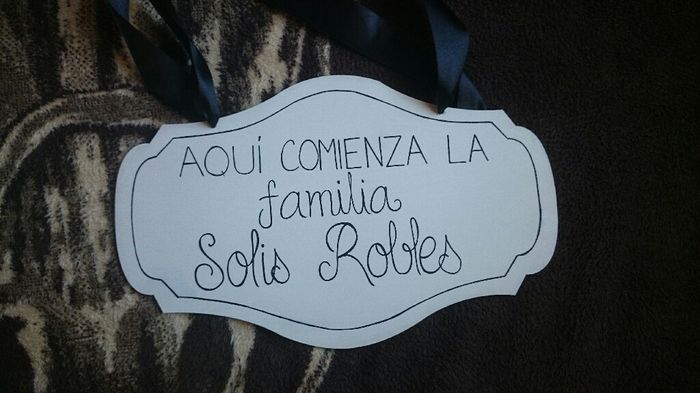 AQUÍ COMIENZA LA
familia
Solis Robles